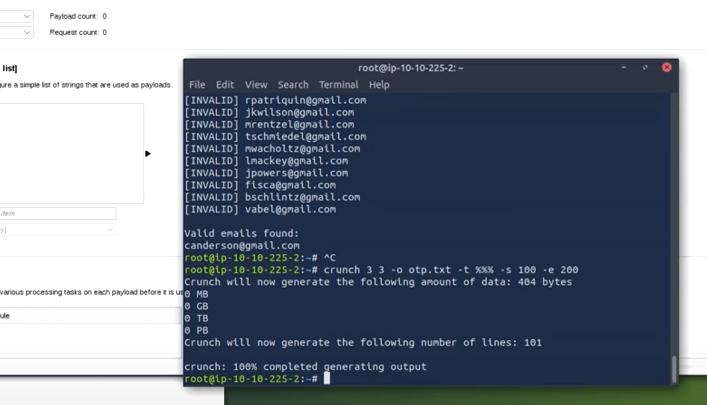 Payload count: 0
Request count: 0
list]
ure a simple list of strings that are used as payloads.
item
various processing tasks on each payload before it is us
ule
root@ip-10-10-225-2: ~
File Edit View Search Terminal Help
[INVALID] rpatriquin@gmail.com
[INVALID] jkwilson@gmail.com
[INVALID] mrentzel@gmail.com
[INVALID] tschmiedel@gmail.com
[INVALID] mwacholtz@gmail.com
[INVALID] lmackey@gmail.com
[INVALID] jpowers@gmail.com
[INVALID] fisca@gmail.com
[INVALID] bschlintz@gmail.com
[INVALID] vabel@gmail.com
Valid emails found:
canderson@gmail.com
root@ip-10-10-225-2:~# ^C
root@ip-10-10-225-2:~# crunch 3 3 -o otp.txt -t %%% -s 100 -e 200
Crunch will now generate the following amount of data: 404 bytes
0 MB
0 GB
0 TB
0 PB
Crunch will now generate the following number of lines: 101
crunch: 100% completed generating output
root@ip-10-10-225-2:~#